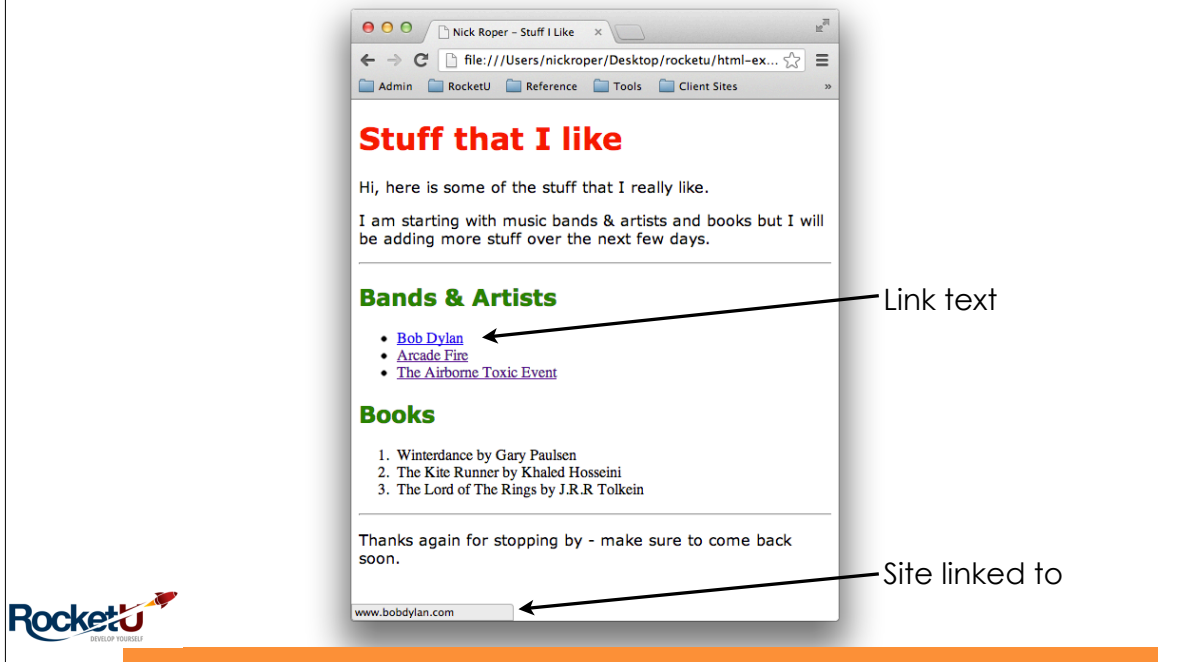 Nick Roper – Stuff I Like
file:///Users/nickroper/Desktop/rocketu/html-ex...
Admin RocketU Reference Tools Client Sites »
Stuff that I like
Hi, here is some of the stuff that I really like.
I am starting with music bands & artists and books but I will
be adding more stuff over the next few days.
Bands & Artists
Link text
• Bob Dylan
• Arcade Fire
• The Airborne Toxic Event
Books
1. Winterdance by Gary Paulsen
2. The Kite Runner by Khaled Hosseini
3. The Lord of The Rings by J.R.R Tolkein
Thanks again for stopping by - make sure to come back
soon.
Site linked to
www.bobdylan.com
RocketU
DEVELOP YOURSELF